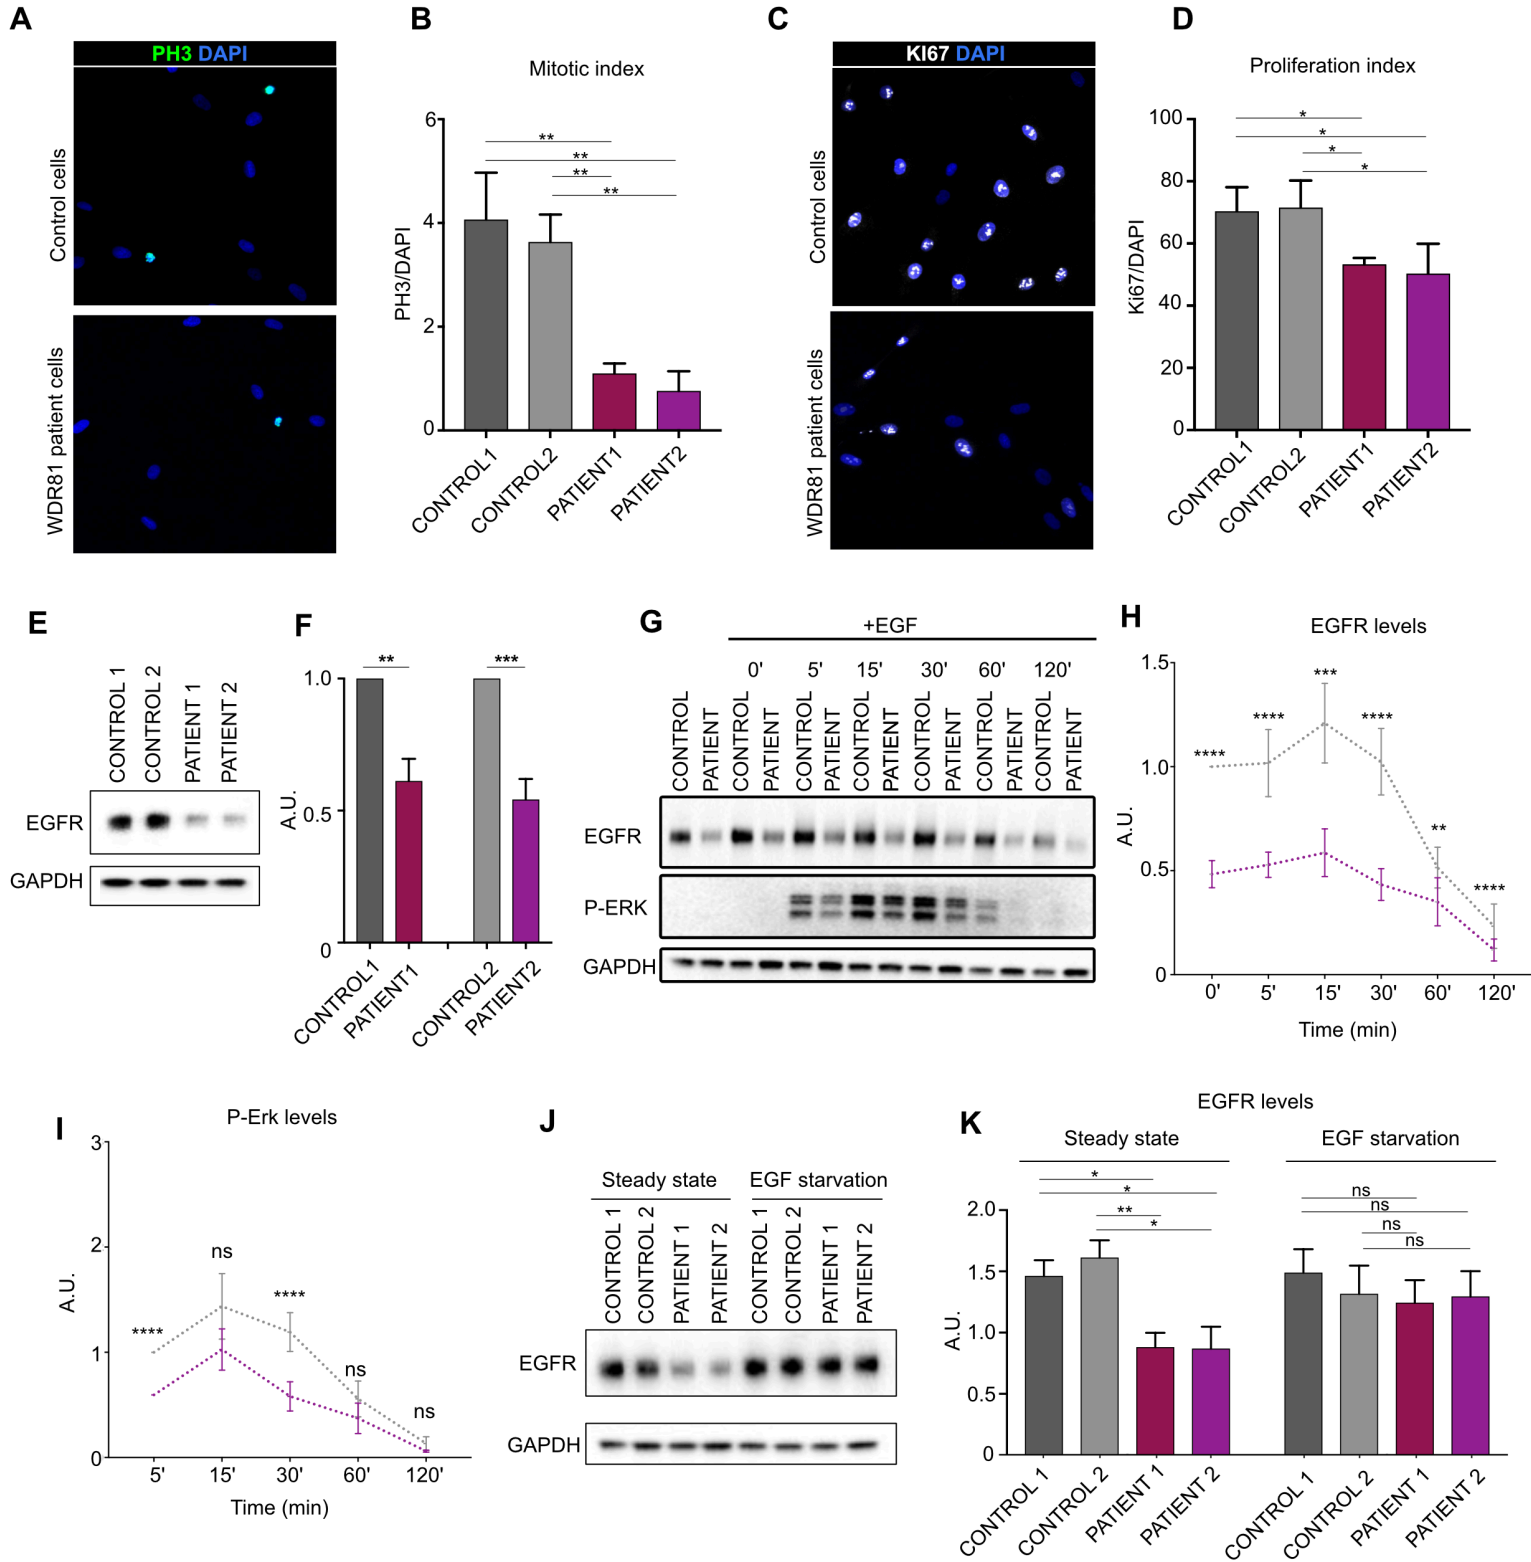 A
PH3 DAPI
Control cells
WDR81 patient cells
B
Mitotic index
PH3/DAPI
6
4
2
0
**
**
**
**
CONTROL1
CONTROL2
PATIENT1
PATIENT2
C
KI67 DAPI
Control cells
WDR81 patient cells
D
Proliferation index
Ki67/DAPI
100
80
60
40
20
0
*
*
*
*
CONTROL1
CONTROL2
PATIENT1
PATIENT2
E
CONTROL 1
CONTROL 2
PATIENT 1
PATIENT 2
EGFR
GAPDH
F
A.U.
1.0
0.5
0
**
***
CONTROL1
PATIENT1
CONTROL2
PATIENT2
G
+EGF
0' 5' 15' 30' 60' 120'
CONTROL
PATIENT
CONTROL
PATIENT
CONTROL
PATIENT
CONTROL
PATIENT
CONTROL
PATIENT
CONTROL
PATIENT
CONTROL
PATIENT
EGFR
P-ERK
GAPDH
H
EGFR levels
A.U.
1.5
1.0
0.5
0
****
****
***
****
**
****
0' 5' 15' 30' 60' 120'
Time (min)
I
P-Erk levels
A.U.
3
2
1
0
****
ns
****
ns
ns
5' 15' 30' 60' 120'
Time (min)
J
Steady state EGF starvation
CONTROL 1
CONTROL 2
PATIENT 1
PATIENT 2
CONTROL 1
CONTROL 2
PATIENT 1
PATIENT 2
EGFR
GAPDH
K
EGFR levels
Steady state EGF starvation
A.U.
2.0
1.5
1.0
0.5
0
*
*
**
*
ns
ns
ns
ns
CONTROL 1
CONTROL 2
PATIENT 1
PATIENT 2
CONTROL 1
CONTROL 2
PATIENT 1
PATIENT 2